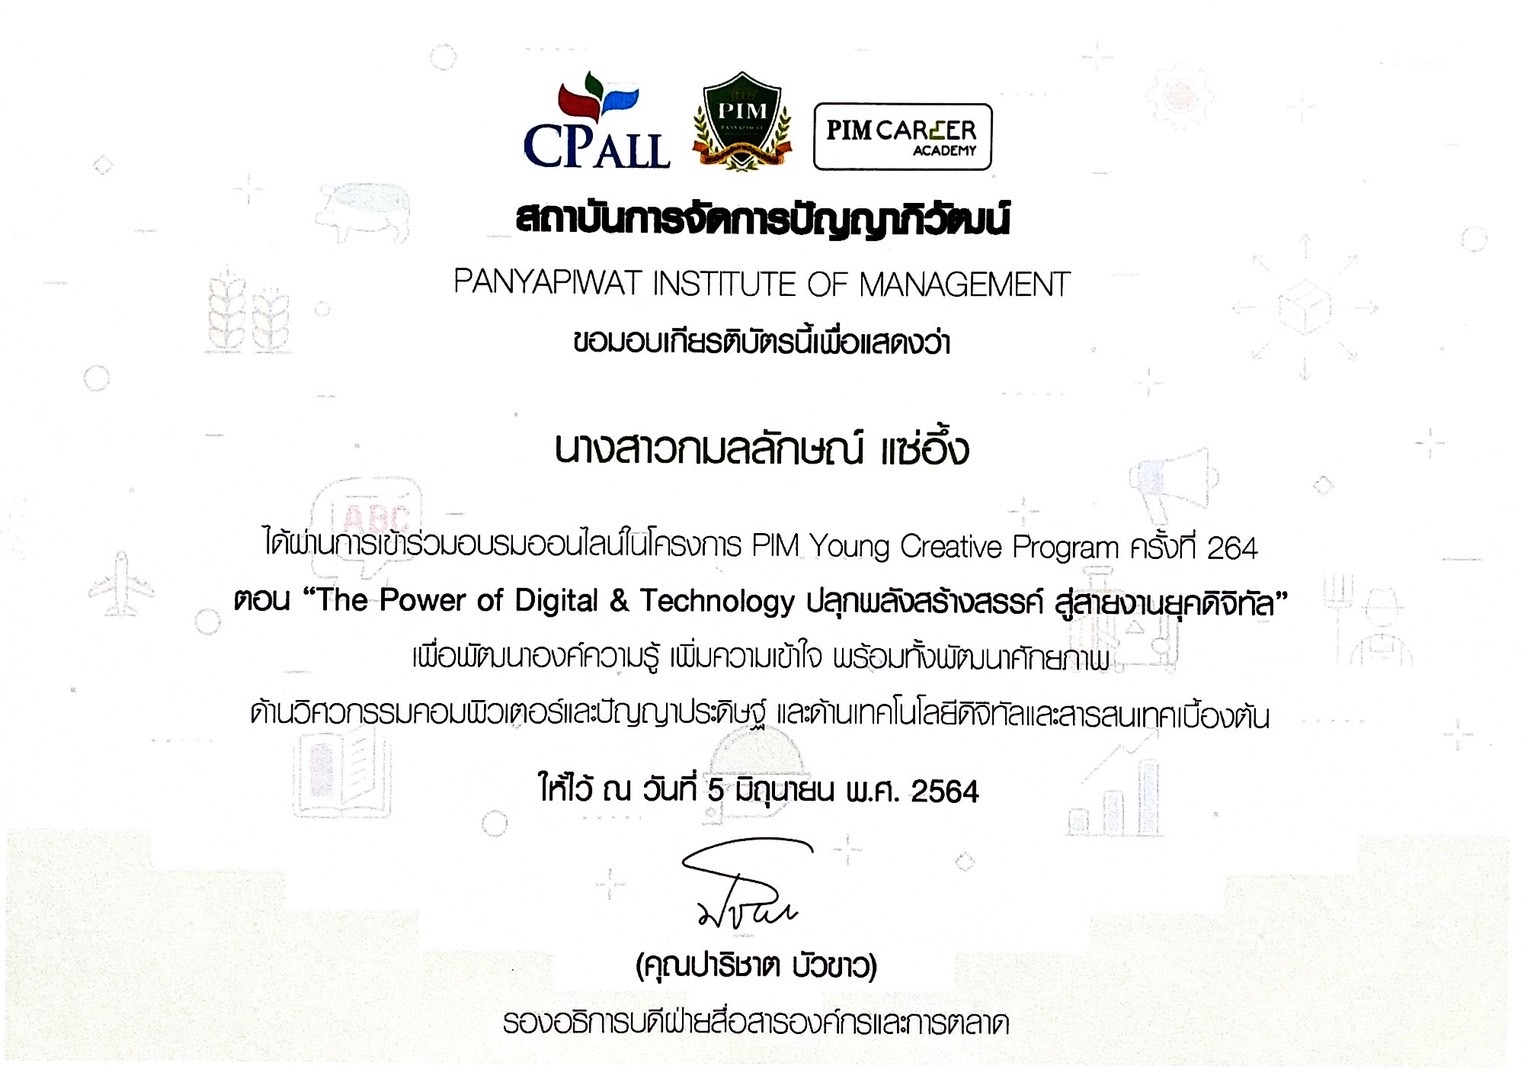 CPALL
PIM
PIM CAREER
ACADEMY
สถาบันการจัดการปัญญาภิวัฒน์
PANYAPIWAT INSTITUTE OF MANAGEMENT
ขอมอบเกียรติบัตรนี้เพื่อแสดงว่า
นางสาวกมลลักษณ์ แซ่อึ้ง
ABC
ได้ผ่านการเข้าร่วมอบรมออนไลน์ในโครงการ PIM Young Creative Program ครั้งที่ 264
ตอน “The Power of Digital & Technology ปลุกพลังสร้างสรรค์ สู่สายงานยุคดิจิทัล”
เพื่อพัฒนาองค์ความรู้ เพิ่มความเข้าใจ พร้อมทั้งพัฒนาศักยภาพ
ด้านวิศวกรรมคอมพิวเตอร์และปัญญาประดิษฐ์ และด้านเทคโนโลยีดิจิทัลและสารสนเทศเบื้องต้น
ให้ไว้ ณ วันที่ 5 มิถุนายน พ.ศ. 2564
(คุณปาริชาต บัวขาว)
รองอธิการบดีฝ่ายสื่อสารองค์กรและการตลาด